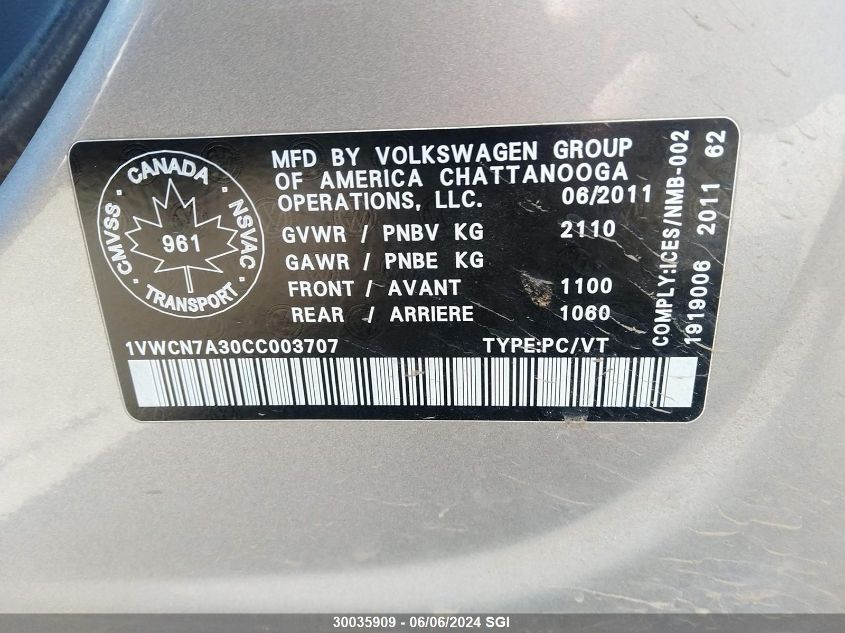 CANADA
CMVSS · NSVAC
961
TRANSPORT
MFD BY VOLKSWAGEN GROUP
OF AMERICA CHATTANOOGA
OPERATIONS, LLC. 06/2011
GVWR / PNBV KG 2110
GAWR / PNBE KG
FRONT / AVANT 1100
REAR / ARRIERE 1060
1VWCN7A30CC003707 TYPE:PC/VT
COMPLY:ICES/NMB-002
1919006 2011 62
30035909 - 06/06/2024 SGI